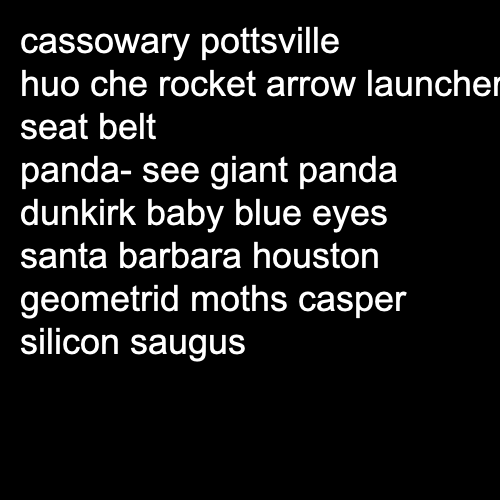 cassowary pottsville
huo che rocket arrow launcher
seat belt
panda- see giant panda
dunkirk baby blue eyes
santa barbara houston
geometrid moths casper
silicon saugus